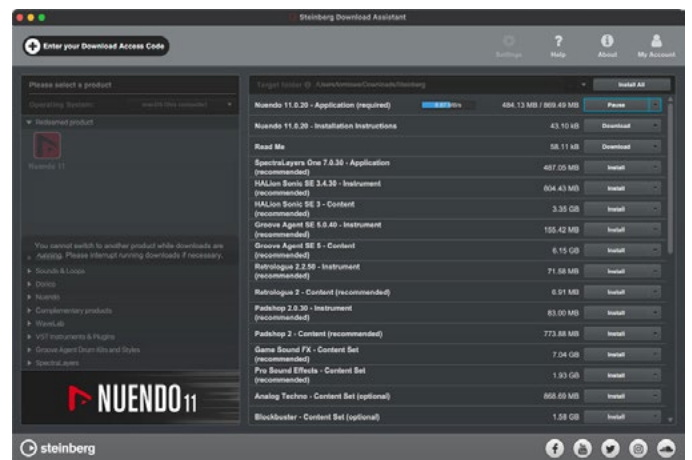 Steinberg Download Assistant
Enter your Download Access Code
Settings
Help
About
My Account
Please select a product
Operating System:
Redeemed product
Nuendo 11
You cannot switch to another product while downloads are
running. Please interrupt running downloads if necessary.
Sounds & Loops
Dorico
Nuendo
Complementary products
WaveLab
VST Instruments & Plugins
Groove Agent Drum Kits and Styles
SpectraLayers
NUENDO 11
Target folder
Install All
Nuendo 11.0.20 - Application (required) 484.13 MB / 869.49 MB Pause
Nuendo 11.0.20 - Installation Instructions 43.10 kB Download
Read Me 58.11 kB Download
SpectraLayers One 7.0.30 - Application
(recommended) 487.05 MB Install
HALion Sonic SE 3.4.30 - Instrument
(recommended) 604.43 MB Install
HALion Sonic SE 3 - Content
(recommended) 3.35 GB Install
Groove Agent SE 5.0.40 - Instrument
(recommended) 155.42 MB Install
Groove Agent SE 5 - Content
(recommended) 6.15 GB Install
Retrologue 2.2.50 - Instrument
(recommended) 71.58 MB Install
Retrologue 2 - Content (recommended) 6.91 MB Install
Padshop 2.0.30 - Instrument
(recommended) 83.00 MB Install
Padshop 2 - Content (recommended) 773.88 MB Install
Game Sound FX - Content Set
(recommended) 7.04 GB Install
Pro Sound Effects - Content Set
(recommended) 1.93 GB Install
Analog Techno - Content Set (optional) 868.69 MB Install
Blockbuster - Content Set (optional) 1.58 GB Install
steinberg